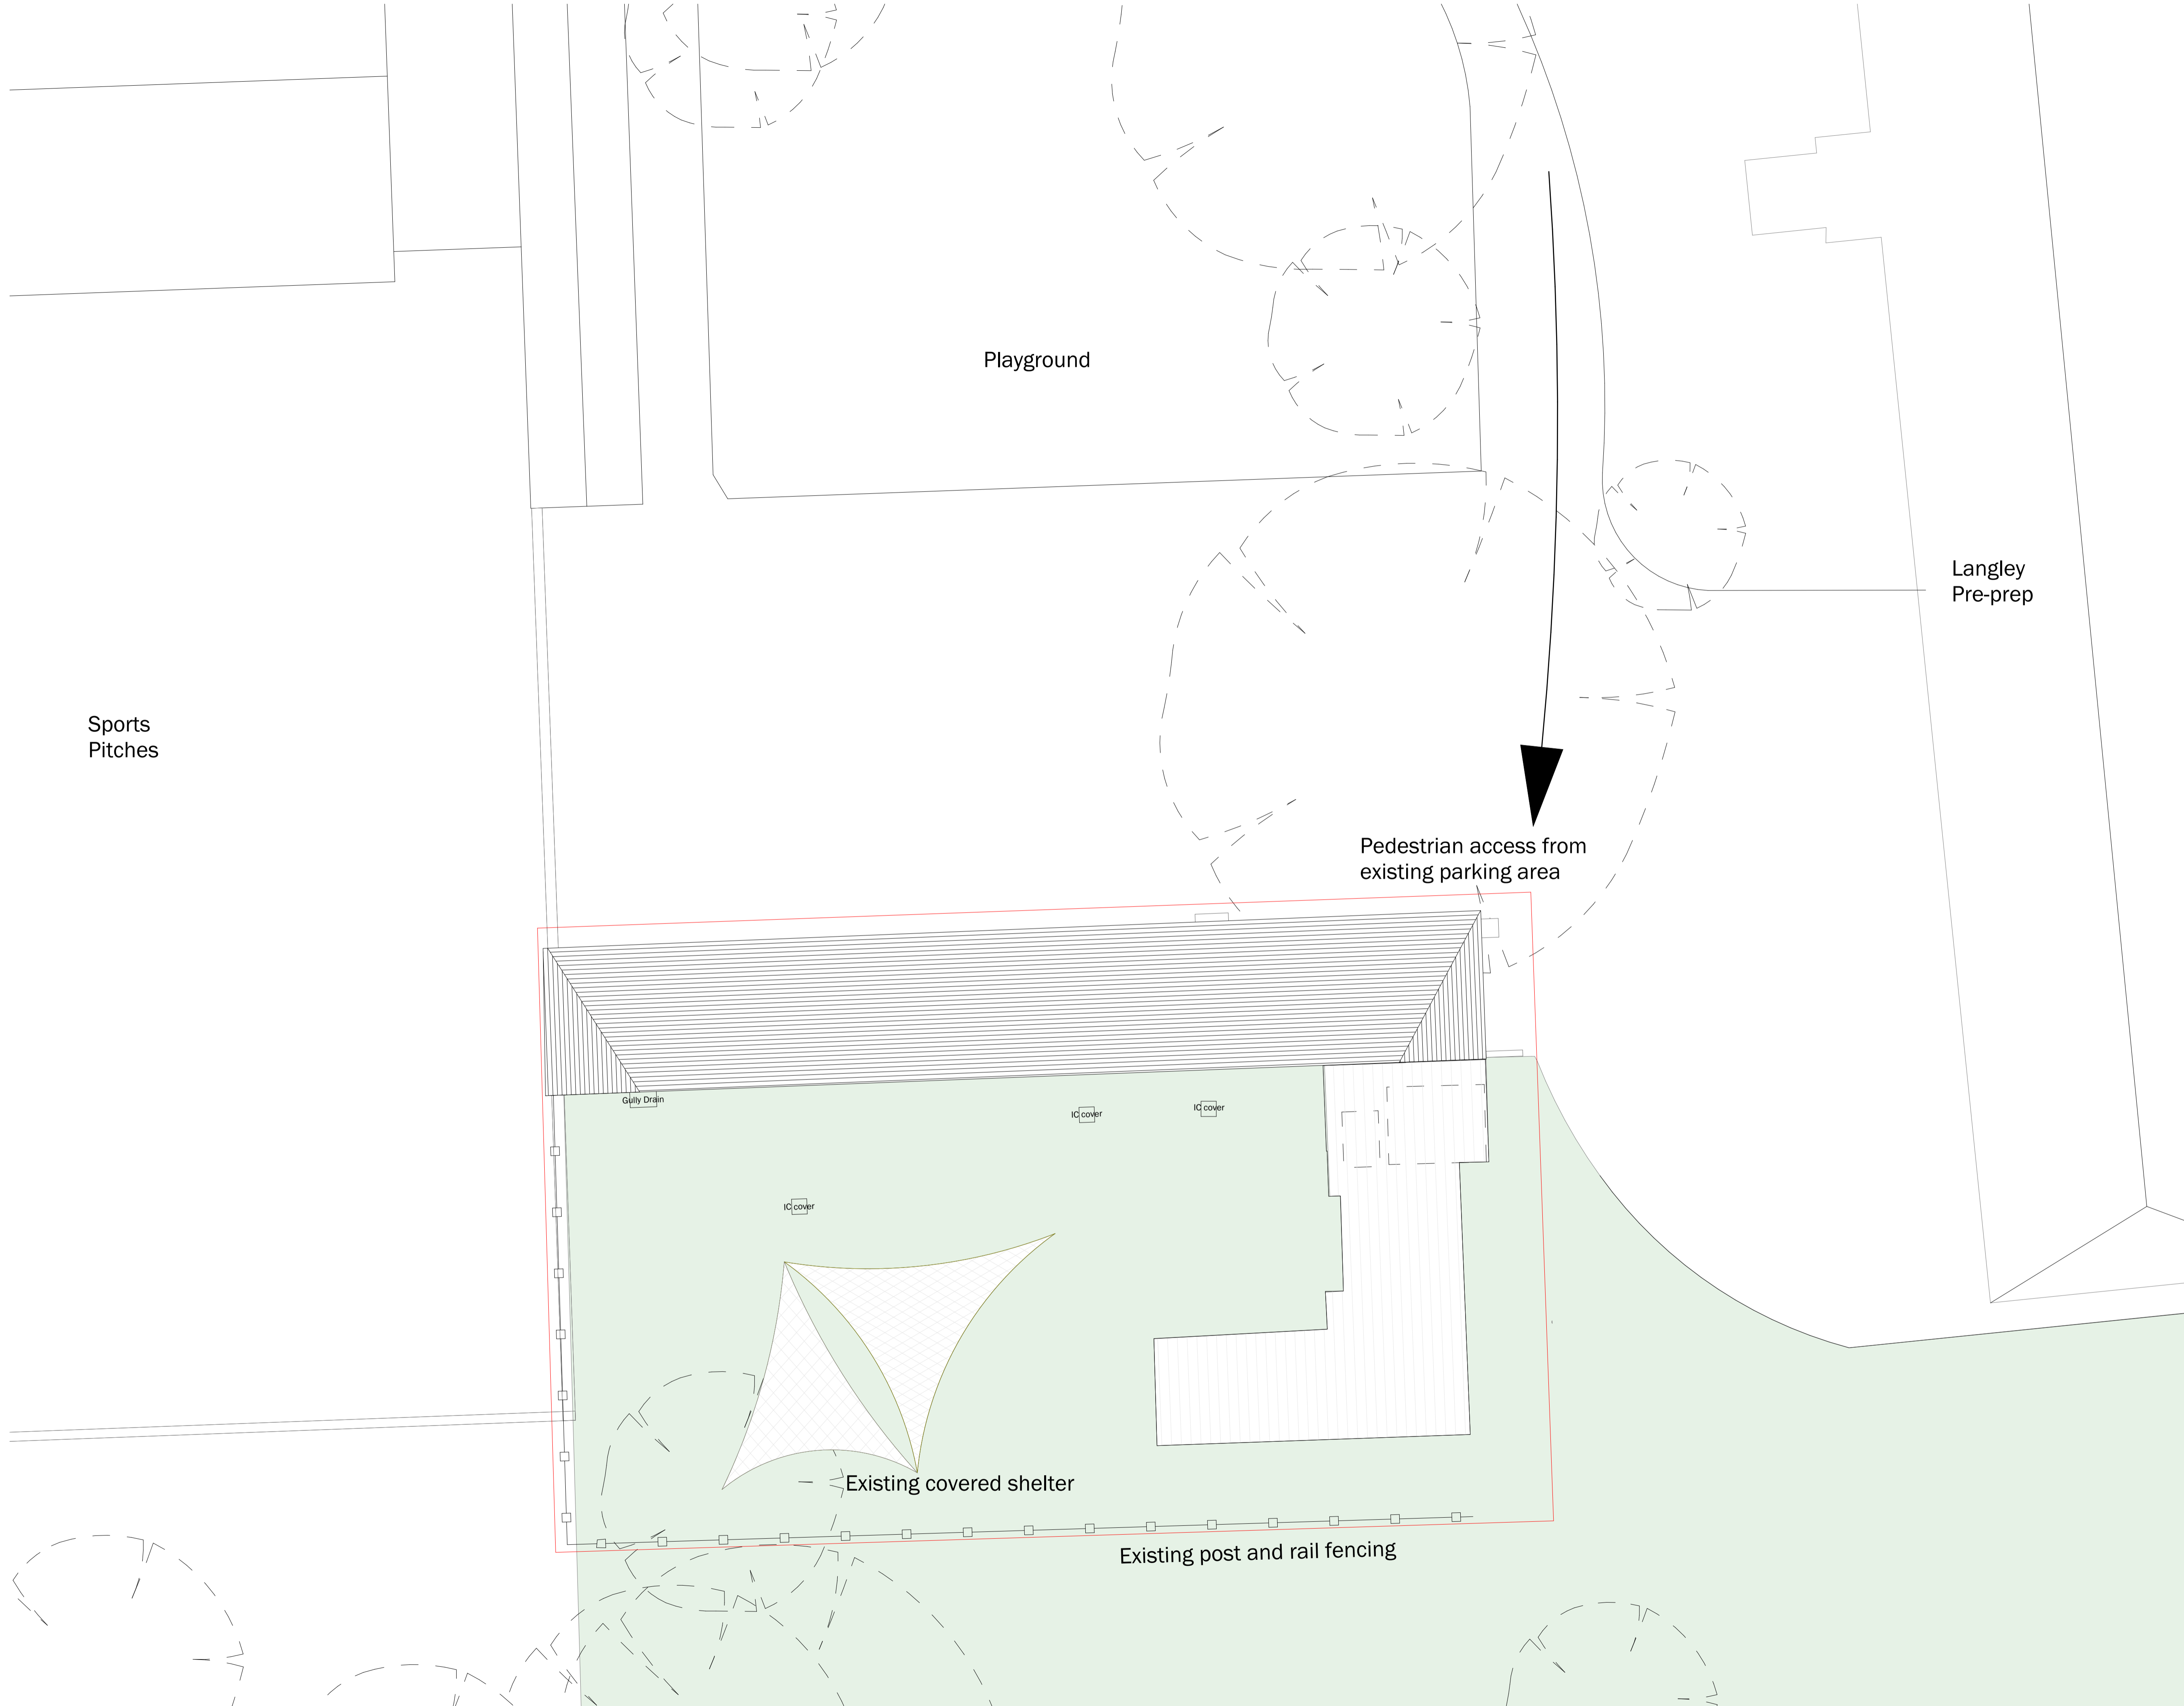 Playground
Langley
Pre-prep
Sports
Pitches
Pedestrian access from
existing parking area
Gully Drain
IC cover
IC cover
IC cover
Existing covered shelter
Existing post and rail fencing